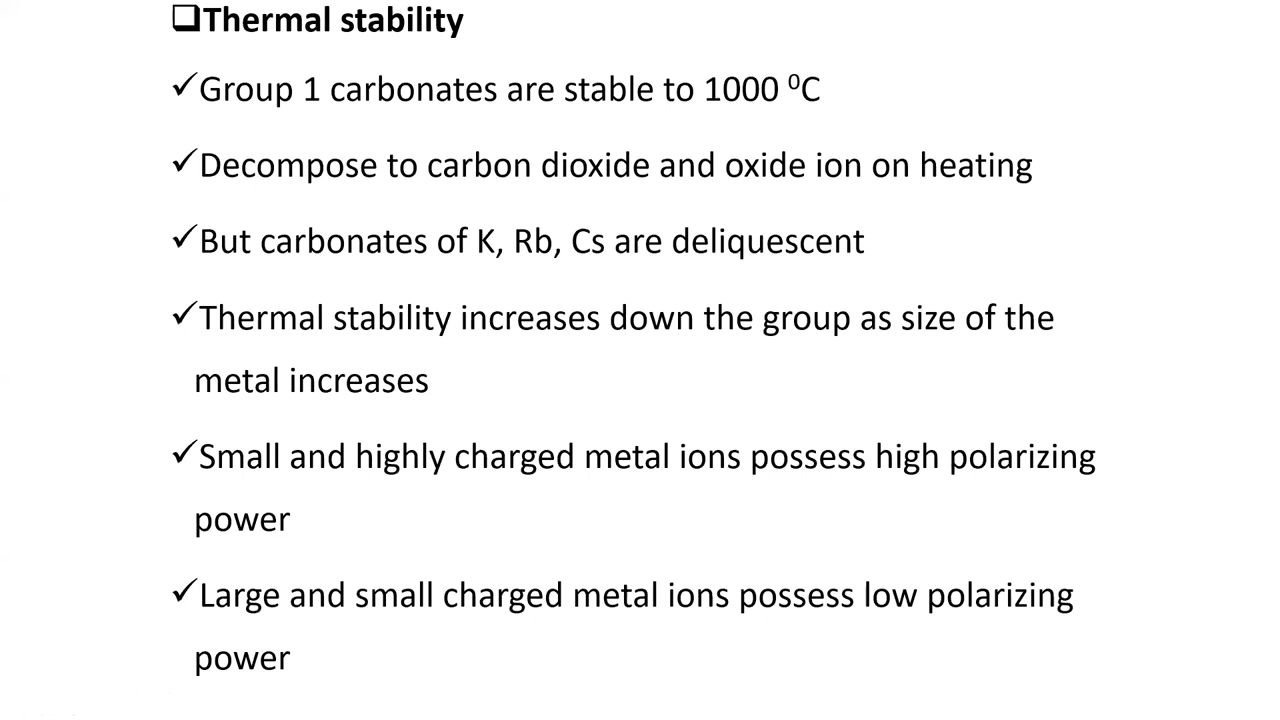 ❑Thermal stability
✓Group 1 carbonates are stable to 1000 ⁰C
✓Decompose to carbon dioxide and oxide ion on heating
✓But carbonates of K, Rb, Cs are deliquescent
✓Thermal stability increases down the group as size of the
metal increases
✓Small and highly charged metal ions possess high polarizing
power
✓Large and small charged metal ions possess low polarizing
power